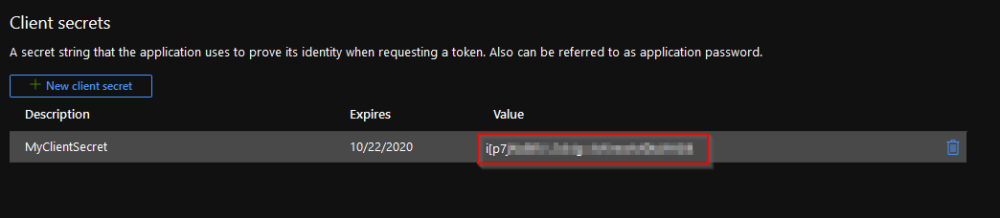 Client secrets
A secret string that the application uses to prove its identity when requesting a token. Also can be referred to as application password.
New client secret
Description Expires Value
MyClientSecret 10/22/2020 i[p7]